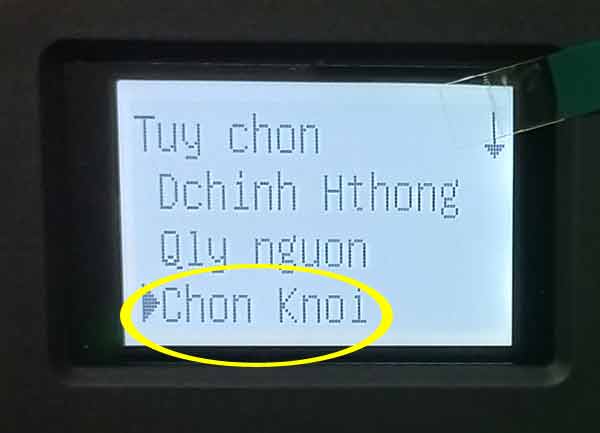 Tuy chon
Dchinh Hthong
Qly nguon
Chon Knoi